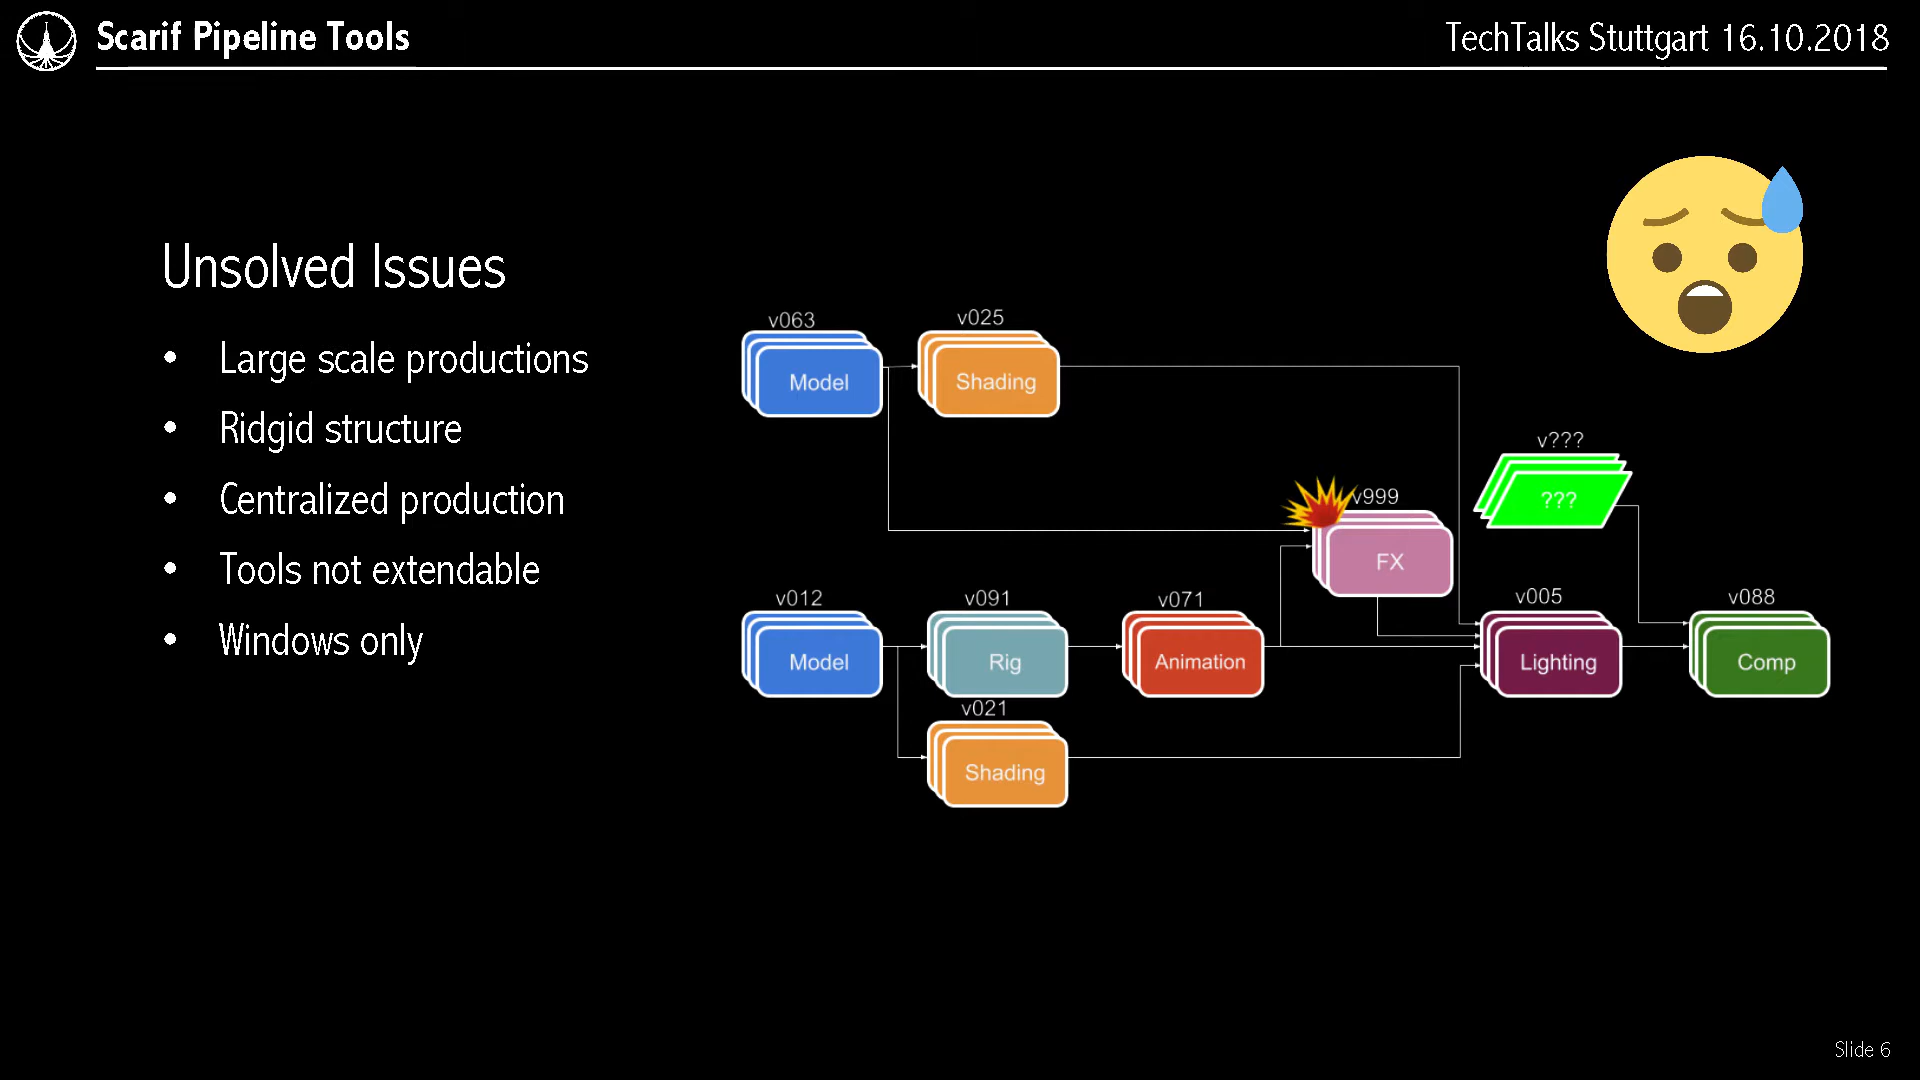 Scarif Pipeline Tools
TechTalks Stuttgart 16.10.2018
Unsolved Issues
• Large scale productions
• Ridgid structure
• Centralized production
• Tools not extendable
• Windows only
v063
Model
v025
Shading
v???
???
v999
FX
v012
Model
v091
Rig
v071
Animation
v005
Lighting
v088
Comp
v021
Shading
Slide 6